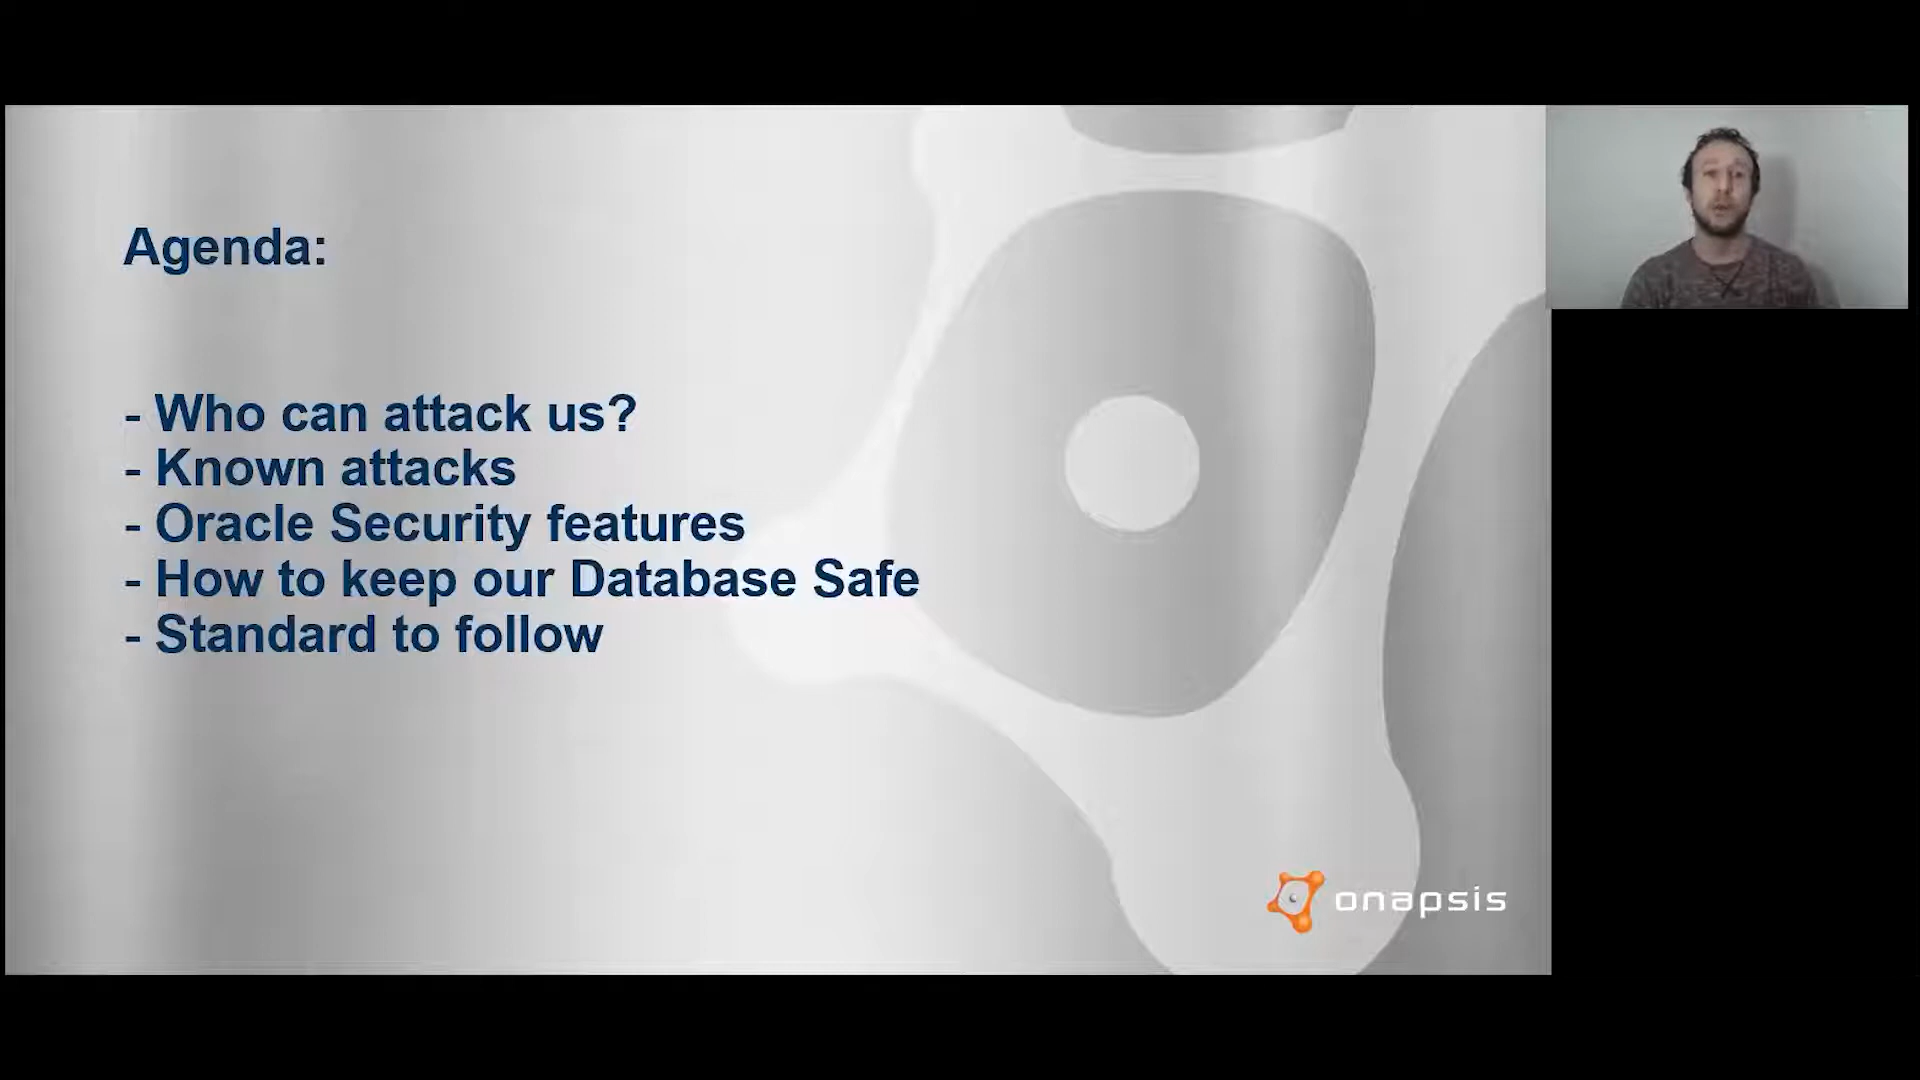 Agenda:
- Who can attack us?
- Known attacks
- Oracle Security features
- How to keep our Database Safe
- Standard to follow
onapsis